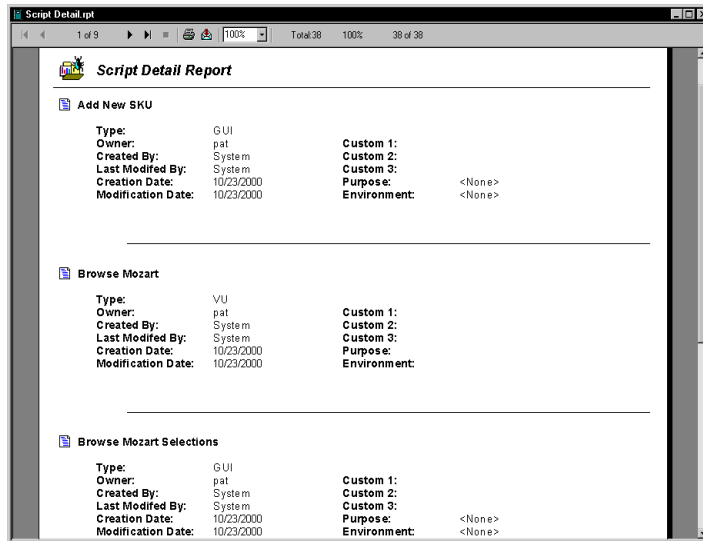 Script Detail.rpt
1 of 9 100% Total:38 100% 38 of 38
Script Detail Report
Add New SKU
Type: GUI
Owner: pat Custom 1:
Created By: System Custom 2:
Last Modifed By: System Custom 3:
Creation Date: 10/23/2000 Purpose: <None>
Modification Date: 10/23/2000 Environment: <None>
Browse Mozart
Type: VU
Owner: pat Custom 1:
Created By: System Custom 2:
Last Modifed By: System Custom 3:
Creation Date: 10/23/2000 Purpose:
Modification Date: 10/23/2000 Environment:
Browse Mozart Selections
Type: GUI
Owner: pat Custom 1:
Created By: System Custom 2:
Last Modifed By: System Custom 3:
Creation Date: 10/23/2000 Purpose: <None>
Modification Date: 10/23/2000 Environment: <None>